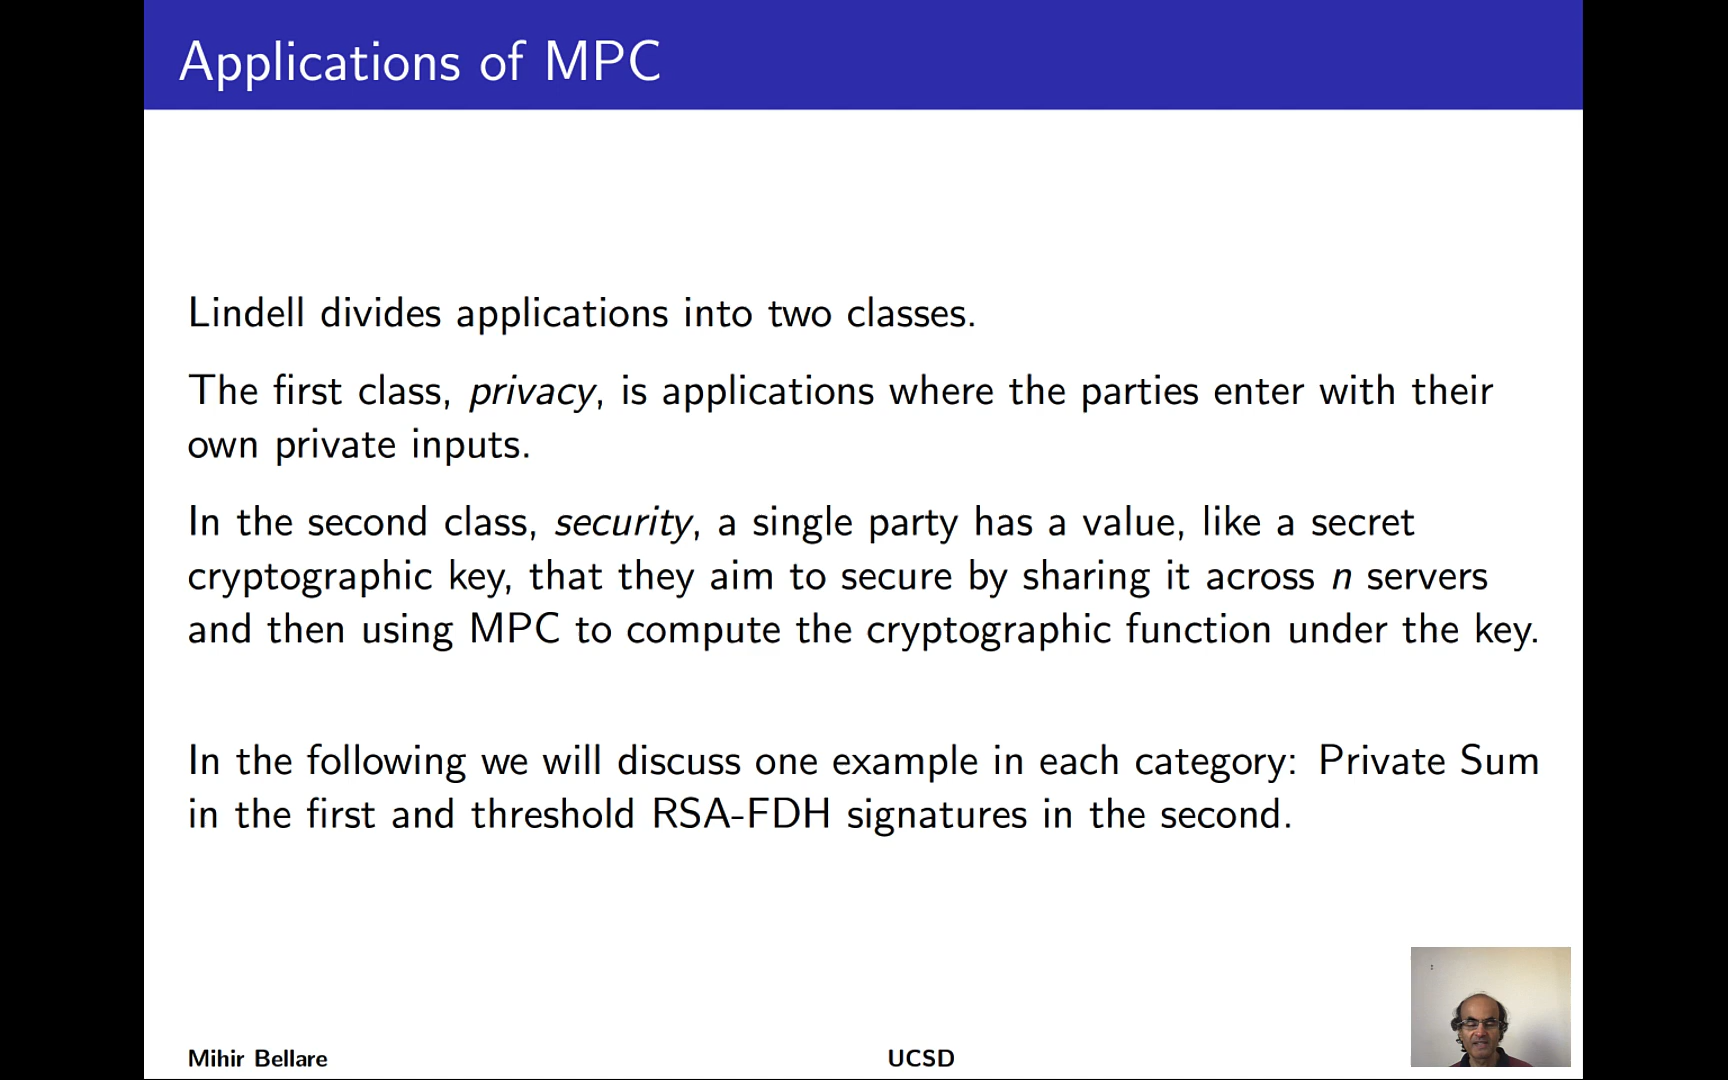 Applications of MPC
Lindell divides applications into two classes.
The first class, privacy, is applications where the parties enter with their
own private inputs.
In the second class, security, a single party has a value, like a secret
cryptographic key, that they aim to secure by sharing it across n servers
and then using MPC to compute the cryptographic function under the key.
In the following we will discuss one example in each category: Private Sum
in the first and threshold RSA-FDH signatures in the second.
Mihir Bellare
UCSD